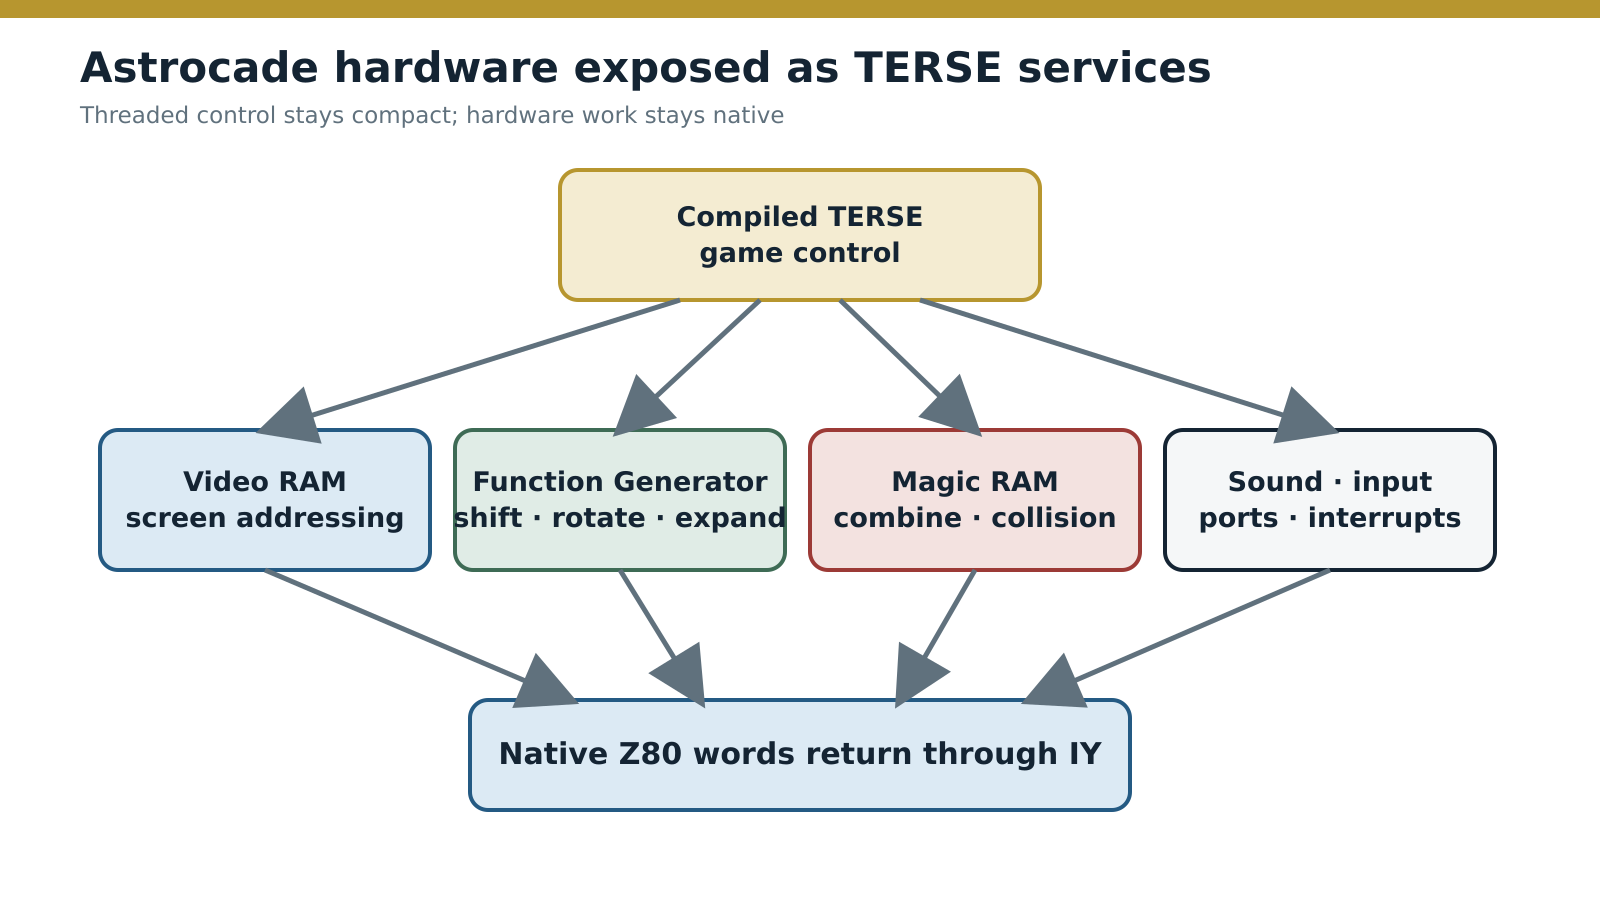 Astrocade hardware exposed as TERSE services
Threaded control stays compact; hardware work stays native
Compiled TERSE
game control
Video RAM
screen addressing
Function Generator
shift · rotate · expand
Magic RAM
combine · collision
Sound · input
ports · interrupts
Native Z80 words return through IY